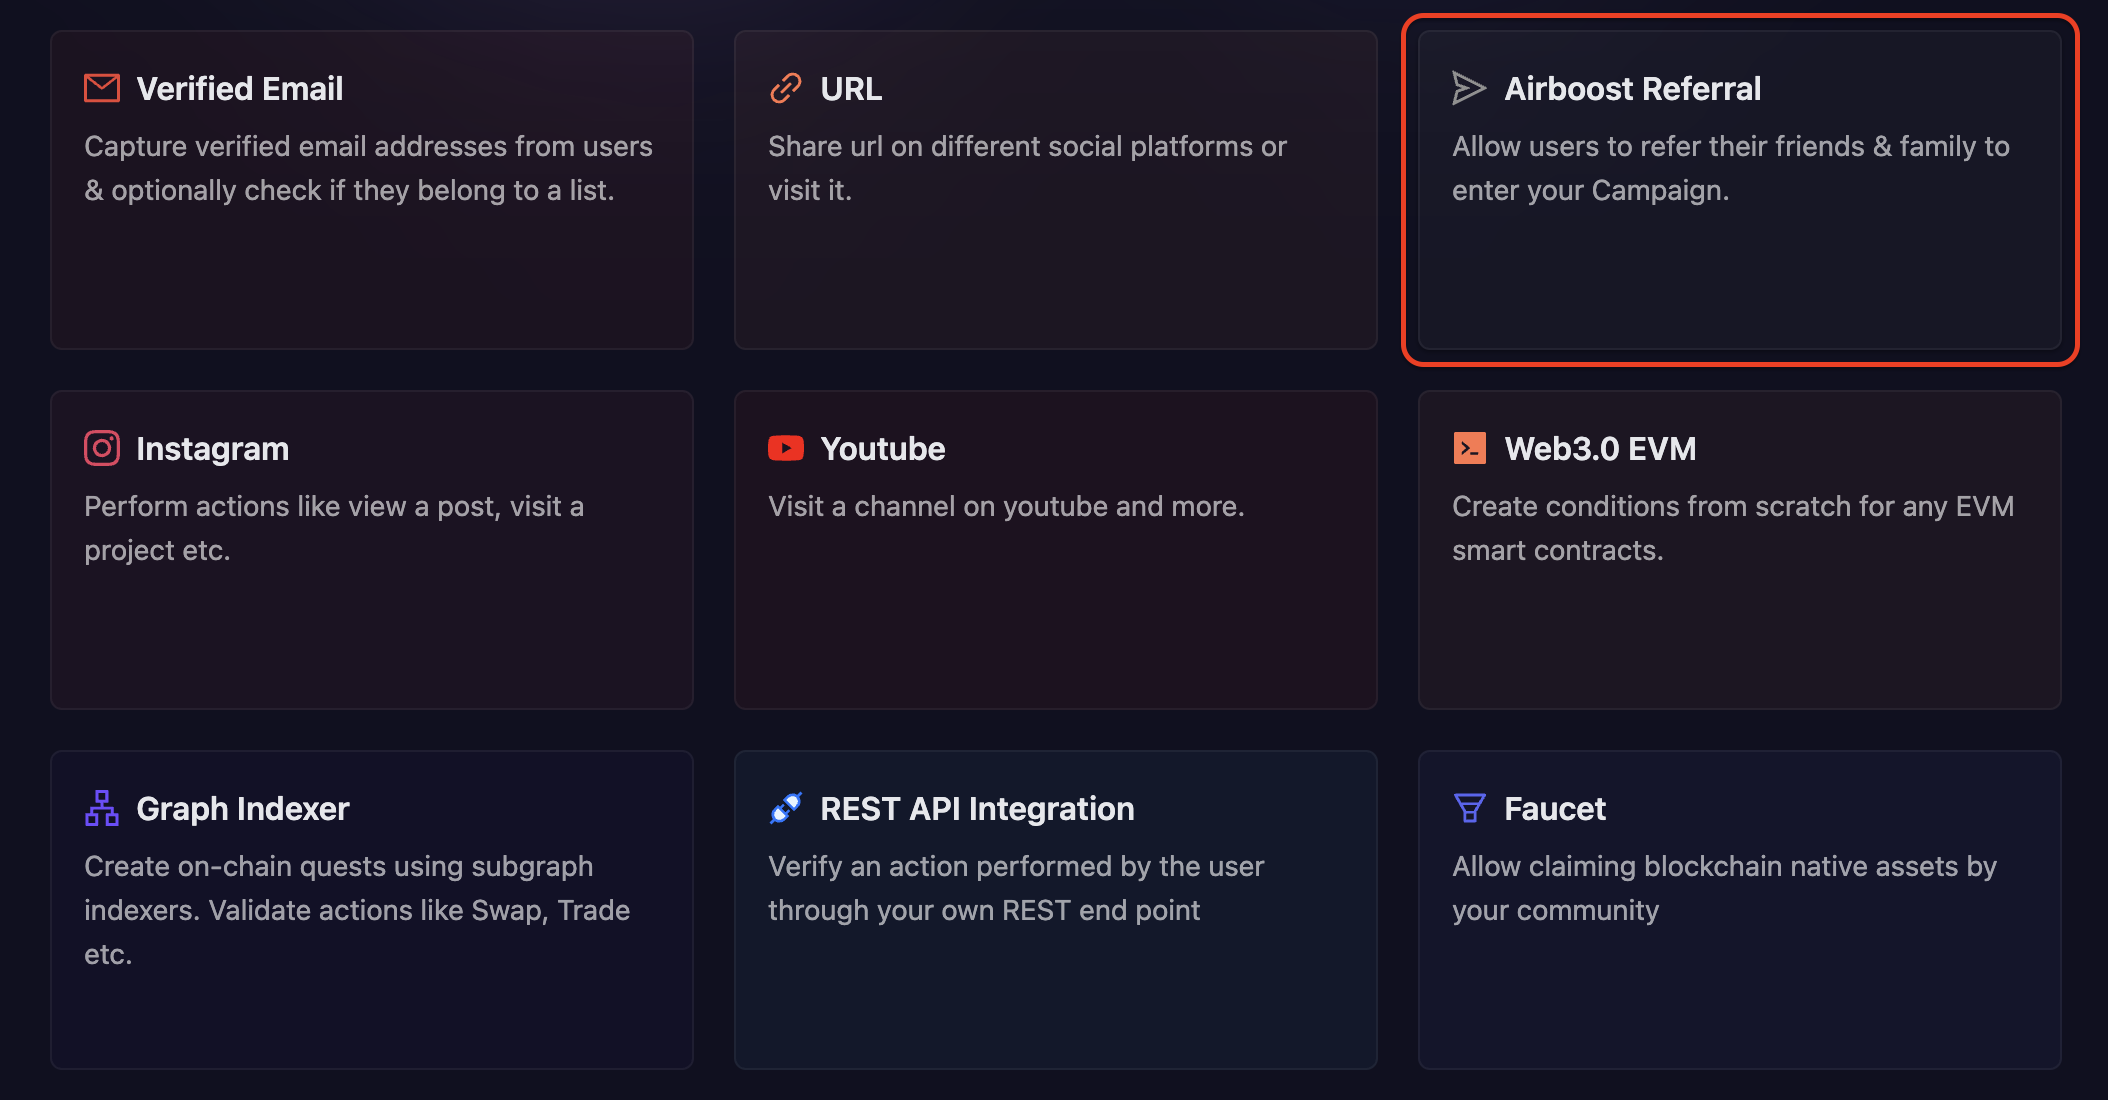 Verified Email
Capture verified email addresses from users
& optionally check if they belong to a list.
URL
Share url on different social platforms or
visit it.
Airboost Referral
Allow users to refer their friends & family to
enter your Campaign.
Instagram
Perform actions like view a post, visit a
project etc.
Youtube
Visit a channel on youtube and more.
Web3.0 EVM
Create conditions from scratch for any EVM
smart contracts.
Graph Indexer
Create on-chain quests using subgraph
indexers. Validate actions like Swap, Trade
etc.
REST API Integration
Verify an action performed by the user
through your own REST end point
Faucet
Allow claiming blockchain native assets by
your community